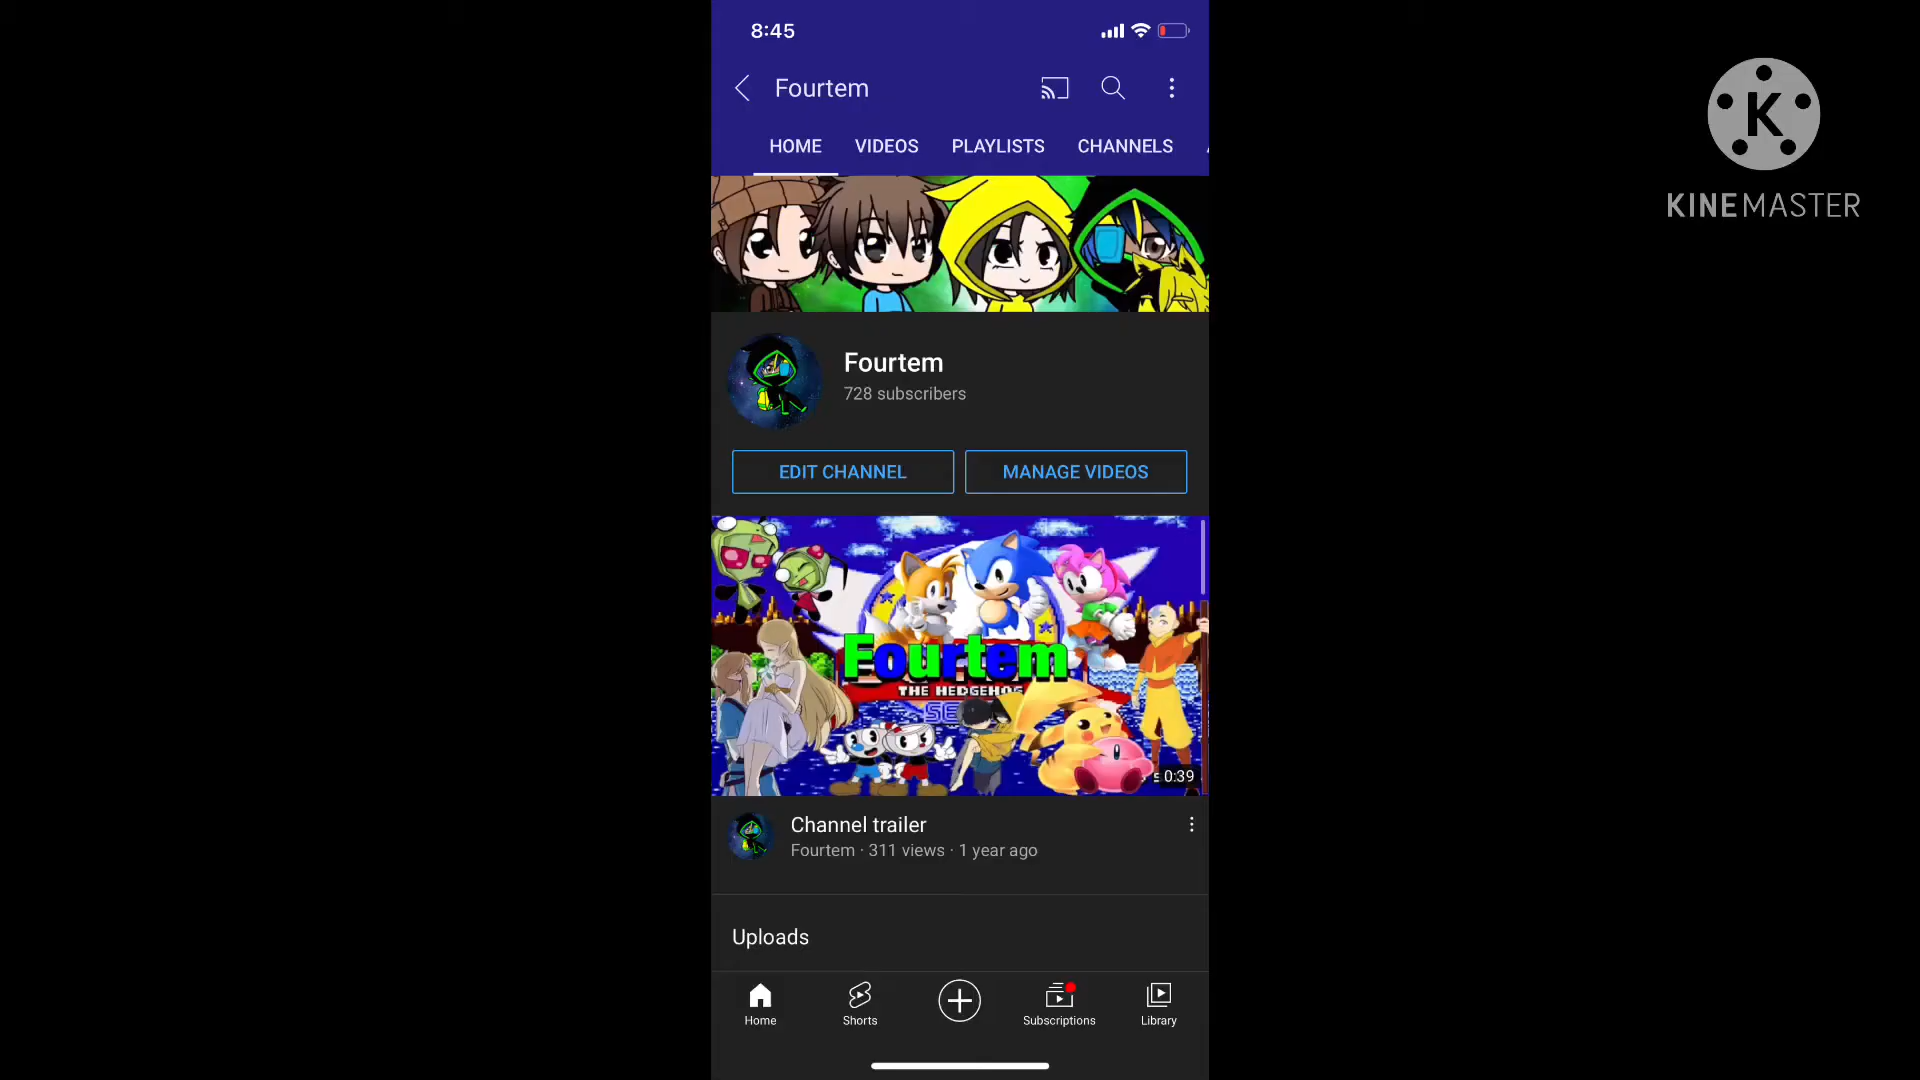 8:45
Fourtem
HOME VIDEOS PLAYLISTS CHANNELS
K
KINEMASTER
Fourtem
728 subscribers
EDIT CHANNEL MANAGE VIDEOS
Fourtem
THE HEDGEHOG
SE
0:39
Channel trailer
Fourtem · 311 views · 1 year ago
Uploads
Home Shorts Subscriptions Library